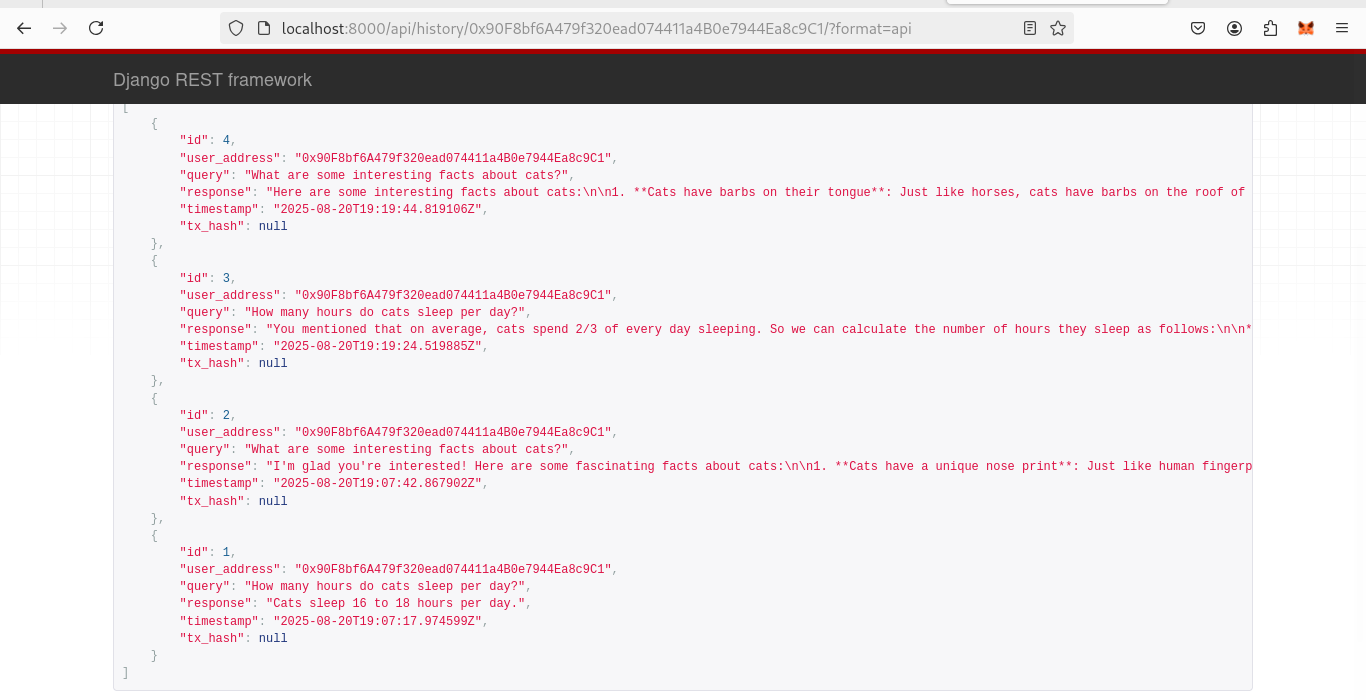 localhost:8000/api/history/0x90F8bf6A479f320ead074411a4B0e7944Ea8c9C1/?format=api
Django REST framework
[
{
"id": 4,
"user_address": "0x90F8bf6A479f320ead074411a4B0e7944Ea8c9C1",
"query": "What are some interesting facts about cats?",
"response": "Here are some interesting facts about cats:\n\n1. **Cats have barbs on their tongue**: Just like horses, cats have barbs on the roof of
"timestamp": "2025-08-20T19:19:44.819106Z",
"tx_hash": null
},
{
"id": 3,
"user_address": "0x90F8bf6A479f320ead074411a4B0e7944Ea8c9C1",
"query": "How many hours do cats sleep per day?",
"response": "You mentioned that on average, cats spend 2/3 of every day sleeping. So we can calculate the number of hours they sleep as follows:\n\n*
"timestamp": "2025-08-20T19:19:24.519885Z",
"tx_hash": null
},
{
"id": 2,
"user_address": "0x90F8bf6A479f320ead074411a4B0e7944Ea8c9C1",
"query": "What are some interesting facts about cats?",
"response": "I'm glad you're interested! Here are some fascinating facts about cats:\n\n1. **Cats have a unique nose print**: Just like human fingerp
"timestamp": "2025-08-20T19:07:42.867902Z",
"tx_hash": null
},
{
"id": 1,
"user_address": "0x90F8bf6A479f320ead074411a4B0e7944Ea8c9C1",
"query": "How many hours do cats sleep per day?",
"response": "Cats sleep 16 to 18 hours per day.",
"timestamp": "2025-08-20T19:07:17.974599Z",
"tx_hash": null
}
]